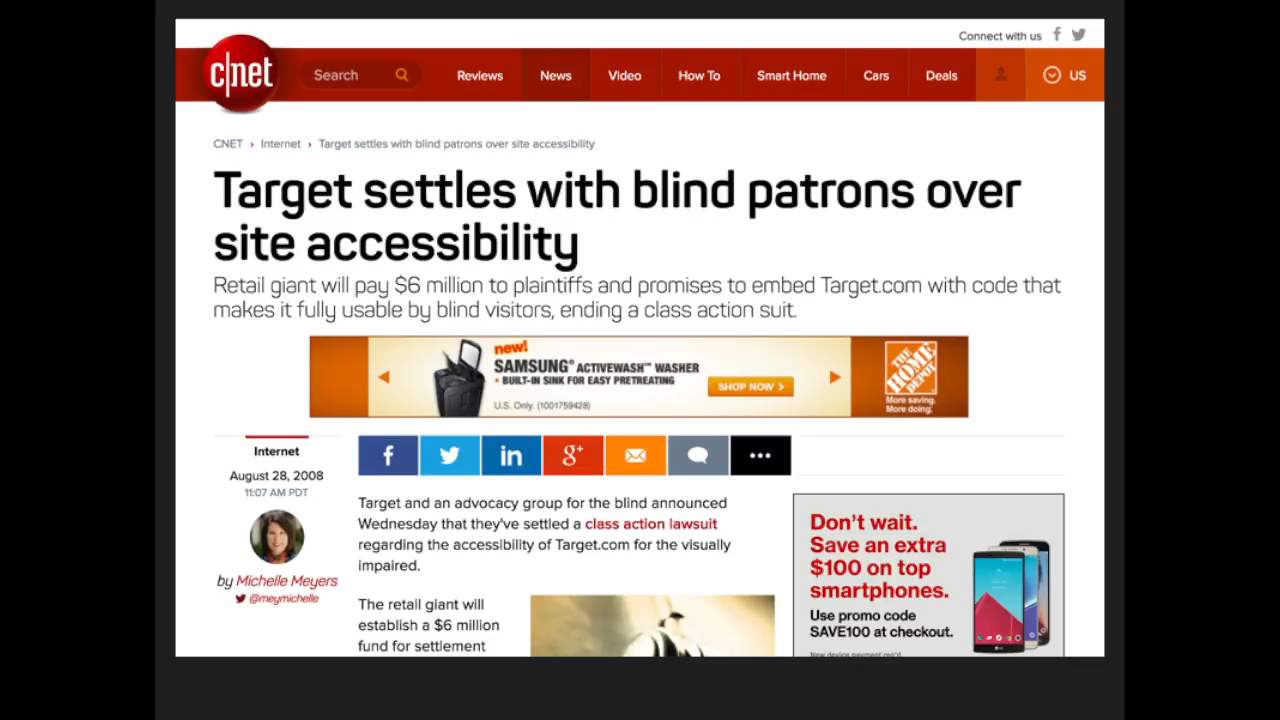 Connect with us
c|net
Search
Reviews
News
Video
How To
Smart Home
Cars
Deals
US
CNET › Internet › Target settles with blind patrons over site accessibility
Target settles with blind patrons over
site accessibility
Retail giant will pay $6 million to plaintiffs and promises to embed Target.com with code that
makes it fully usable by blind visitors, ending a class action suit.
new!
SAMSUNG® ACTIVEWASH™ WASHER
• BUILT-IN SINK FOR EASY PRETREATING
U.S. Only. (1001759428)
SHOP NOW >
THE
HOME
DEPOT
More saving.
More doing.
Internet
August 28, 2008
11:07 AM PDT
by Michelle Meyers
@meymichelle
f
in
g+
Target and an advocacy group for the blind announced
Wednesday that they've settled a class action lawsuit
regarding the accessibility of Target.com for the visually
impaired.
The retail giant will
establish a $6 million
fund for settlement
Don't wait.
Save an extra
$100 on top
smartphones.
Use promo code
SAVE100 at checkout.
New device payment req'd.